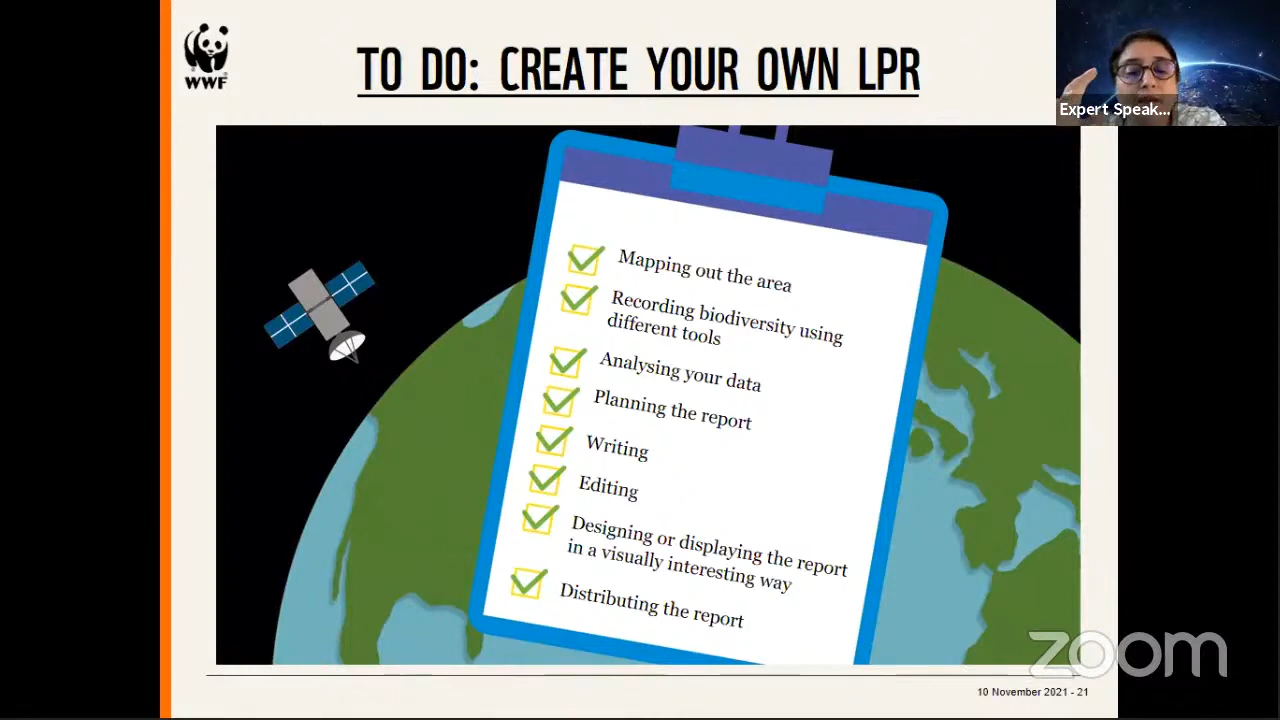 WWF
TO DO: CREATE YOUR OWN LPR
Expert Speak...
Mapping out the area
Recording biodiversity using
different tools
Analysing your data
Planning the report
Writing
Editing
Designing or displaying the report
in a visually interesting way
Distributing the report
zoom
10 November 2021 - 21